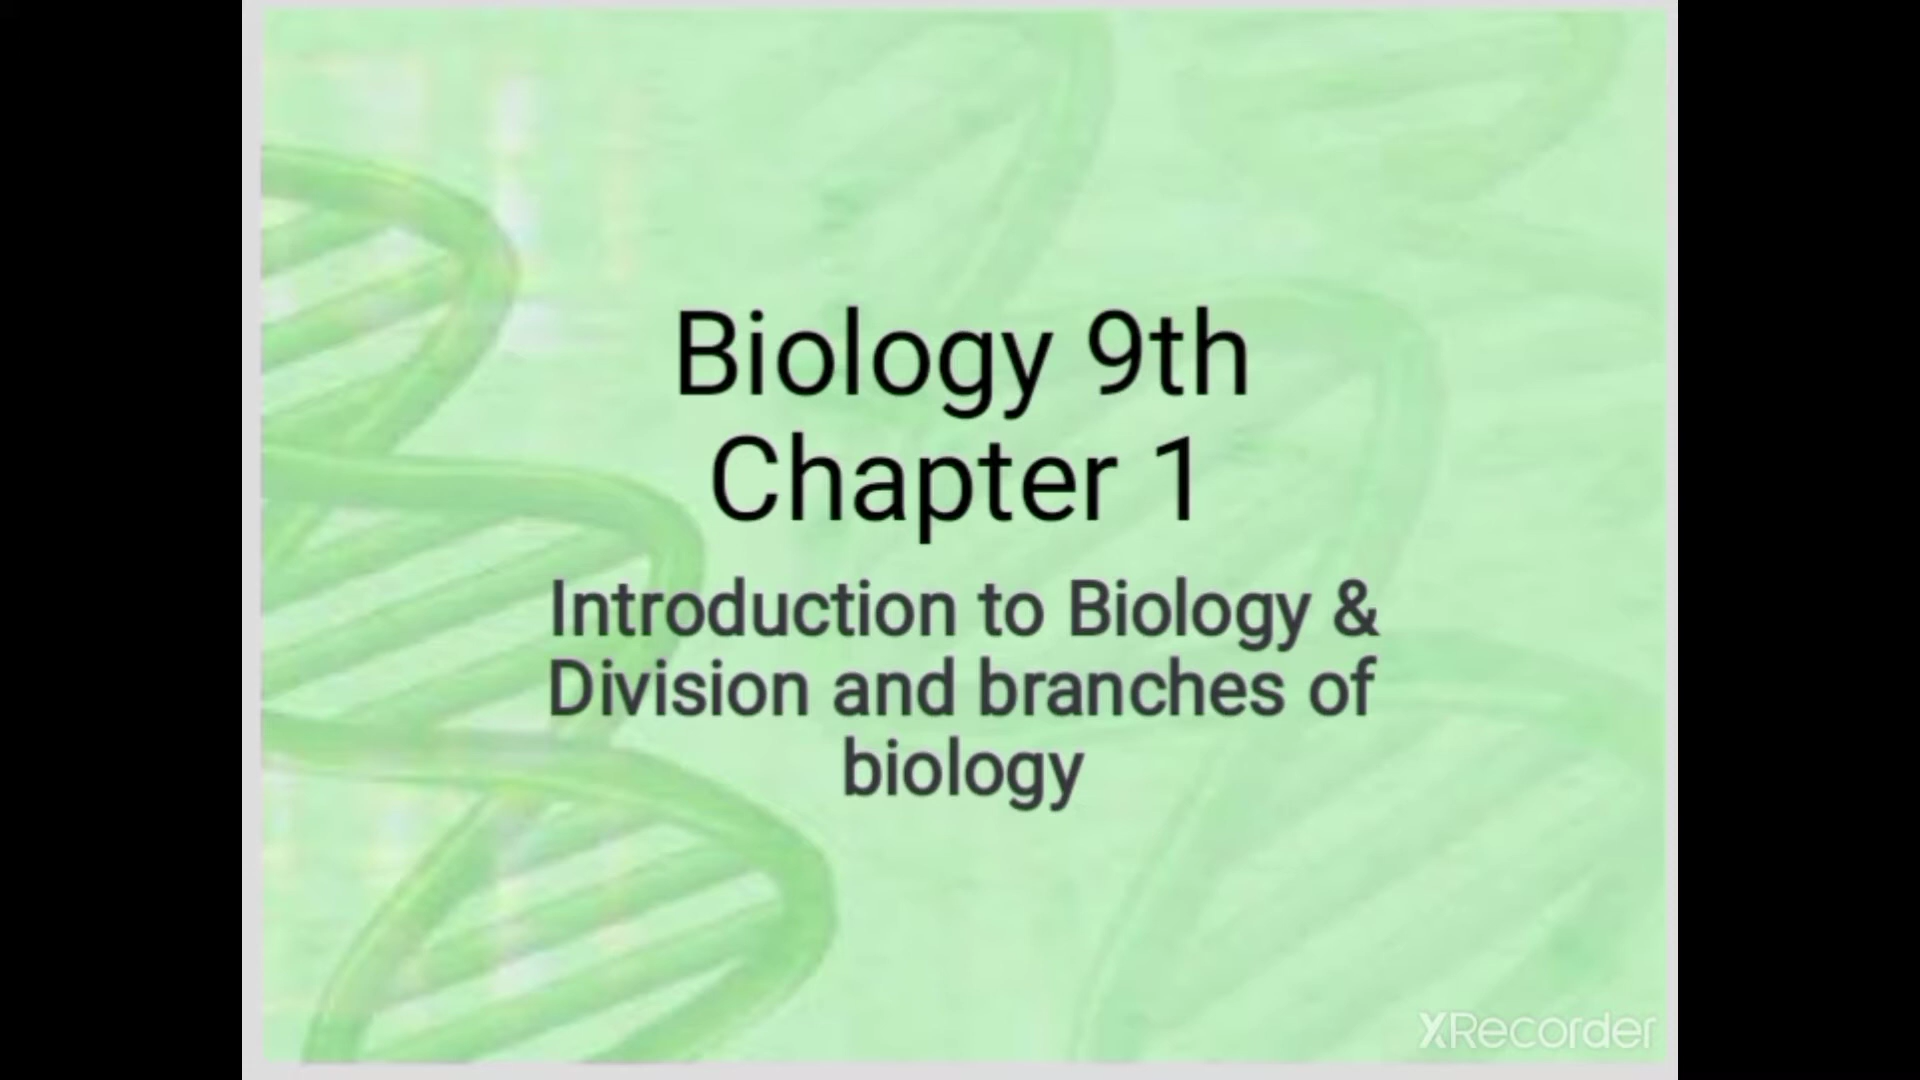 Biology 9th
Chapter 1
Introduction to Biology &
Division and branches of
biology
XRecorder